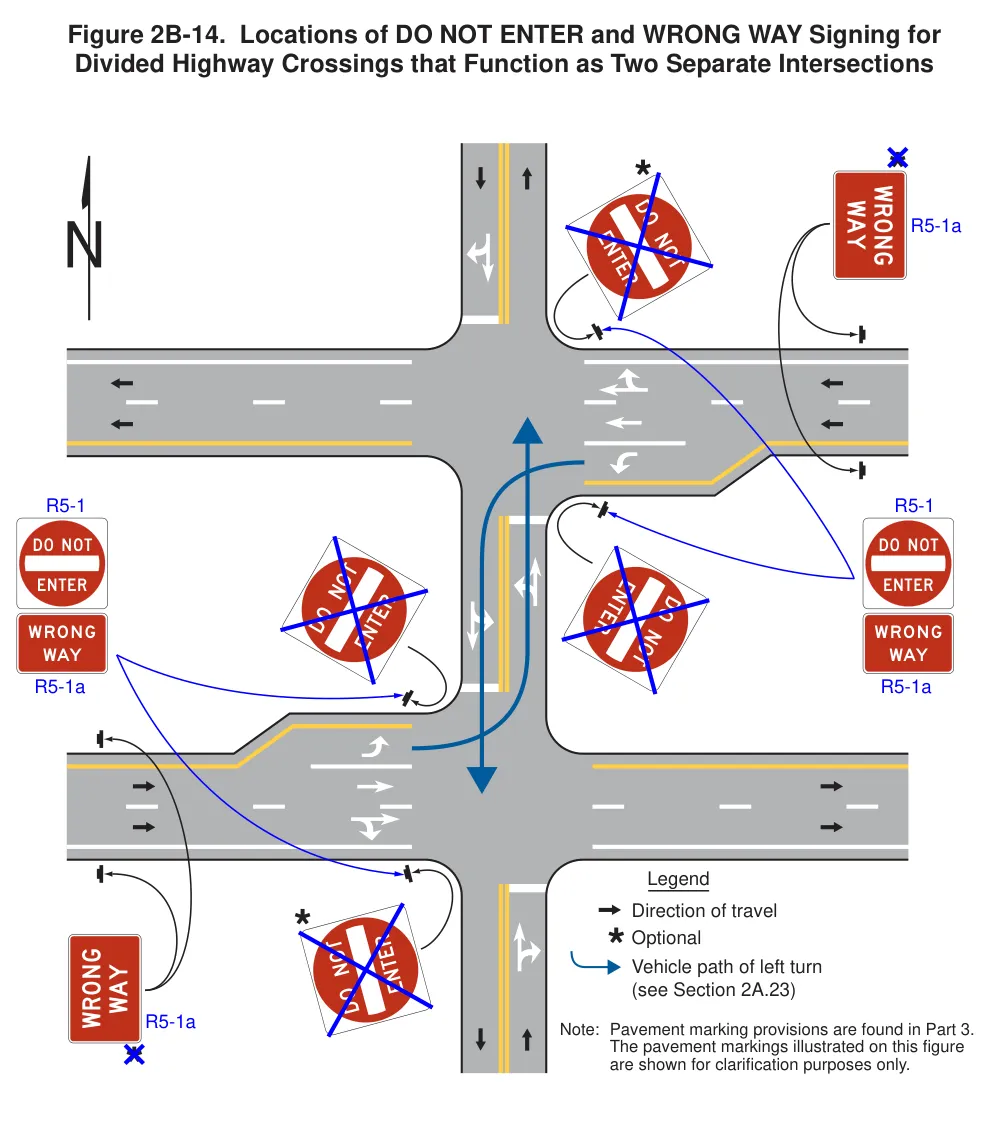 Figure 2B-14. Locations of DO NOT ENTER and WRONG WAY Signing for
Divided Highway Crossings that Function as Two Separate Intersections
N
*
DO NOT
ENTER
*
WRONG
WAY
R5-1a
R5-1
DO NOT
ENTER
WRONG
WAY
R5-1a
DO NOT
ENTER
DO NOT
ENTER
R5-1
DO NOT
ENTER
WRONG
WAY
R5-1a
WRONG
WAY
R5-1a
*
*
DO NOT
ENTER
Legend
Direction of travel
* Optional
Vehicle path of left turn
(see Section 2A.23)
Note: Pavement marking provisions are found in Part 3.
The pavement markings illustrated on this figure
are shown for clarification purposes only.